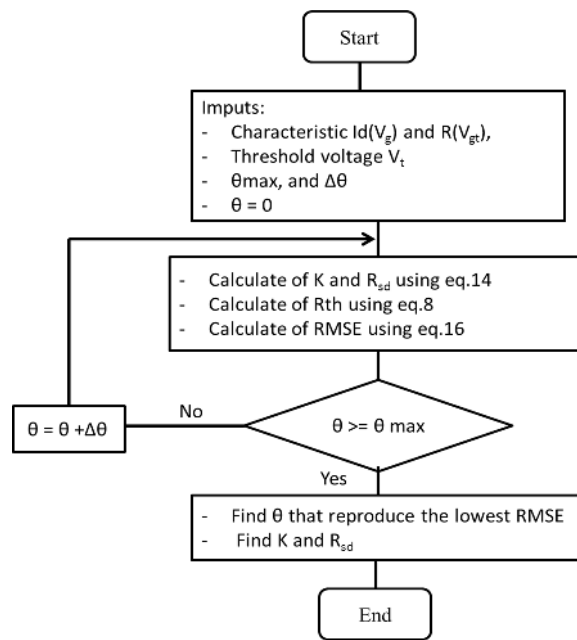 Start
Imputs:
- Characteristic Id(Vg) and R(Vgt),
- Threshold voltage Vt
- θmax, and Δθ
- θ = 0
- Calculate of K and Rsd using eq.14
- Calculate of Rth using eq.8
- Calculate of RMSE using eq.16
No
θ = θ +Δθ
θ >= θ max
Yes
- Find θ that reproduce the lowest RMSE
- Find K and Rsd
End